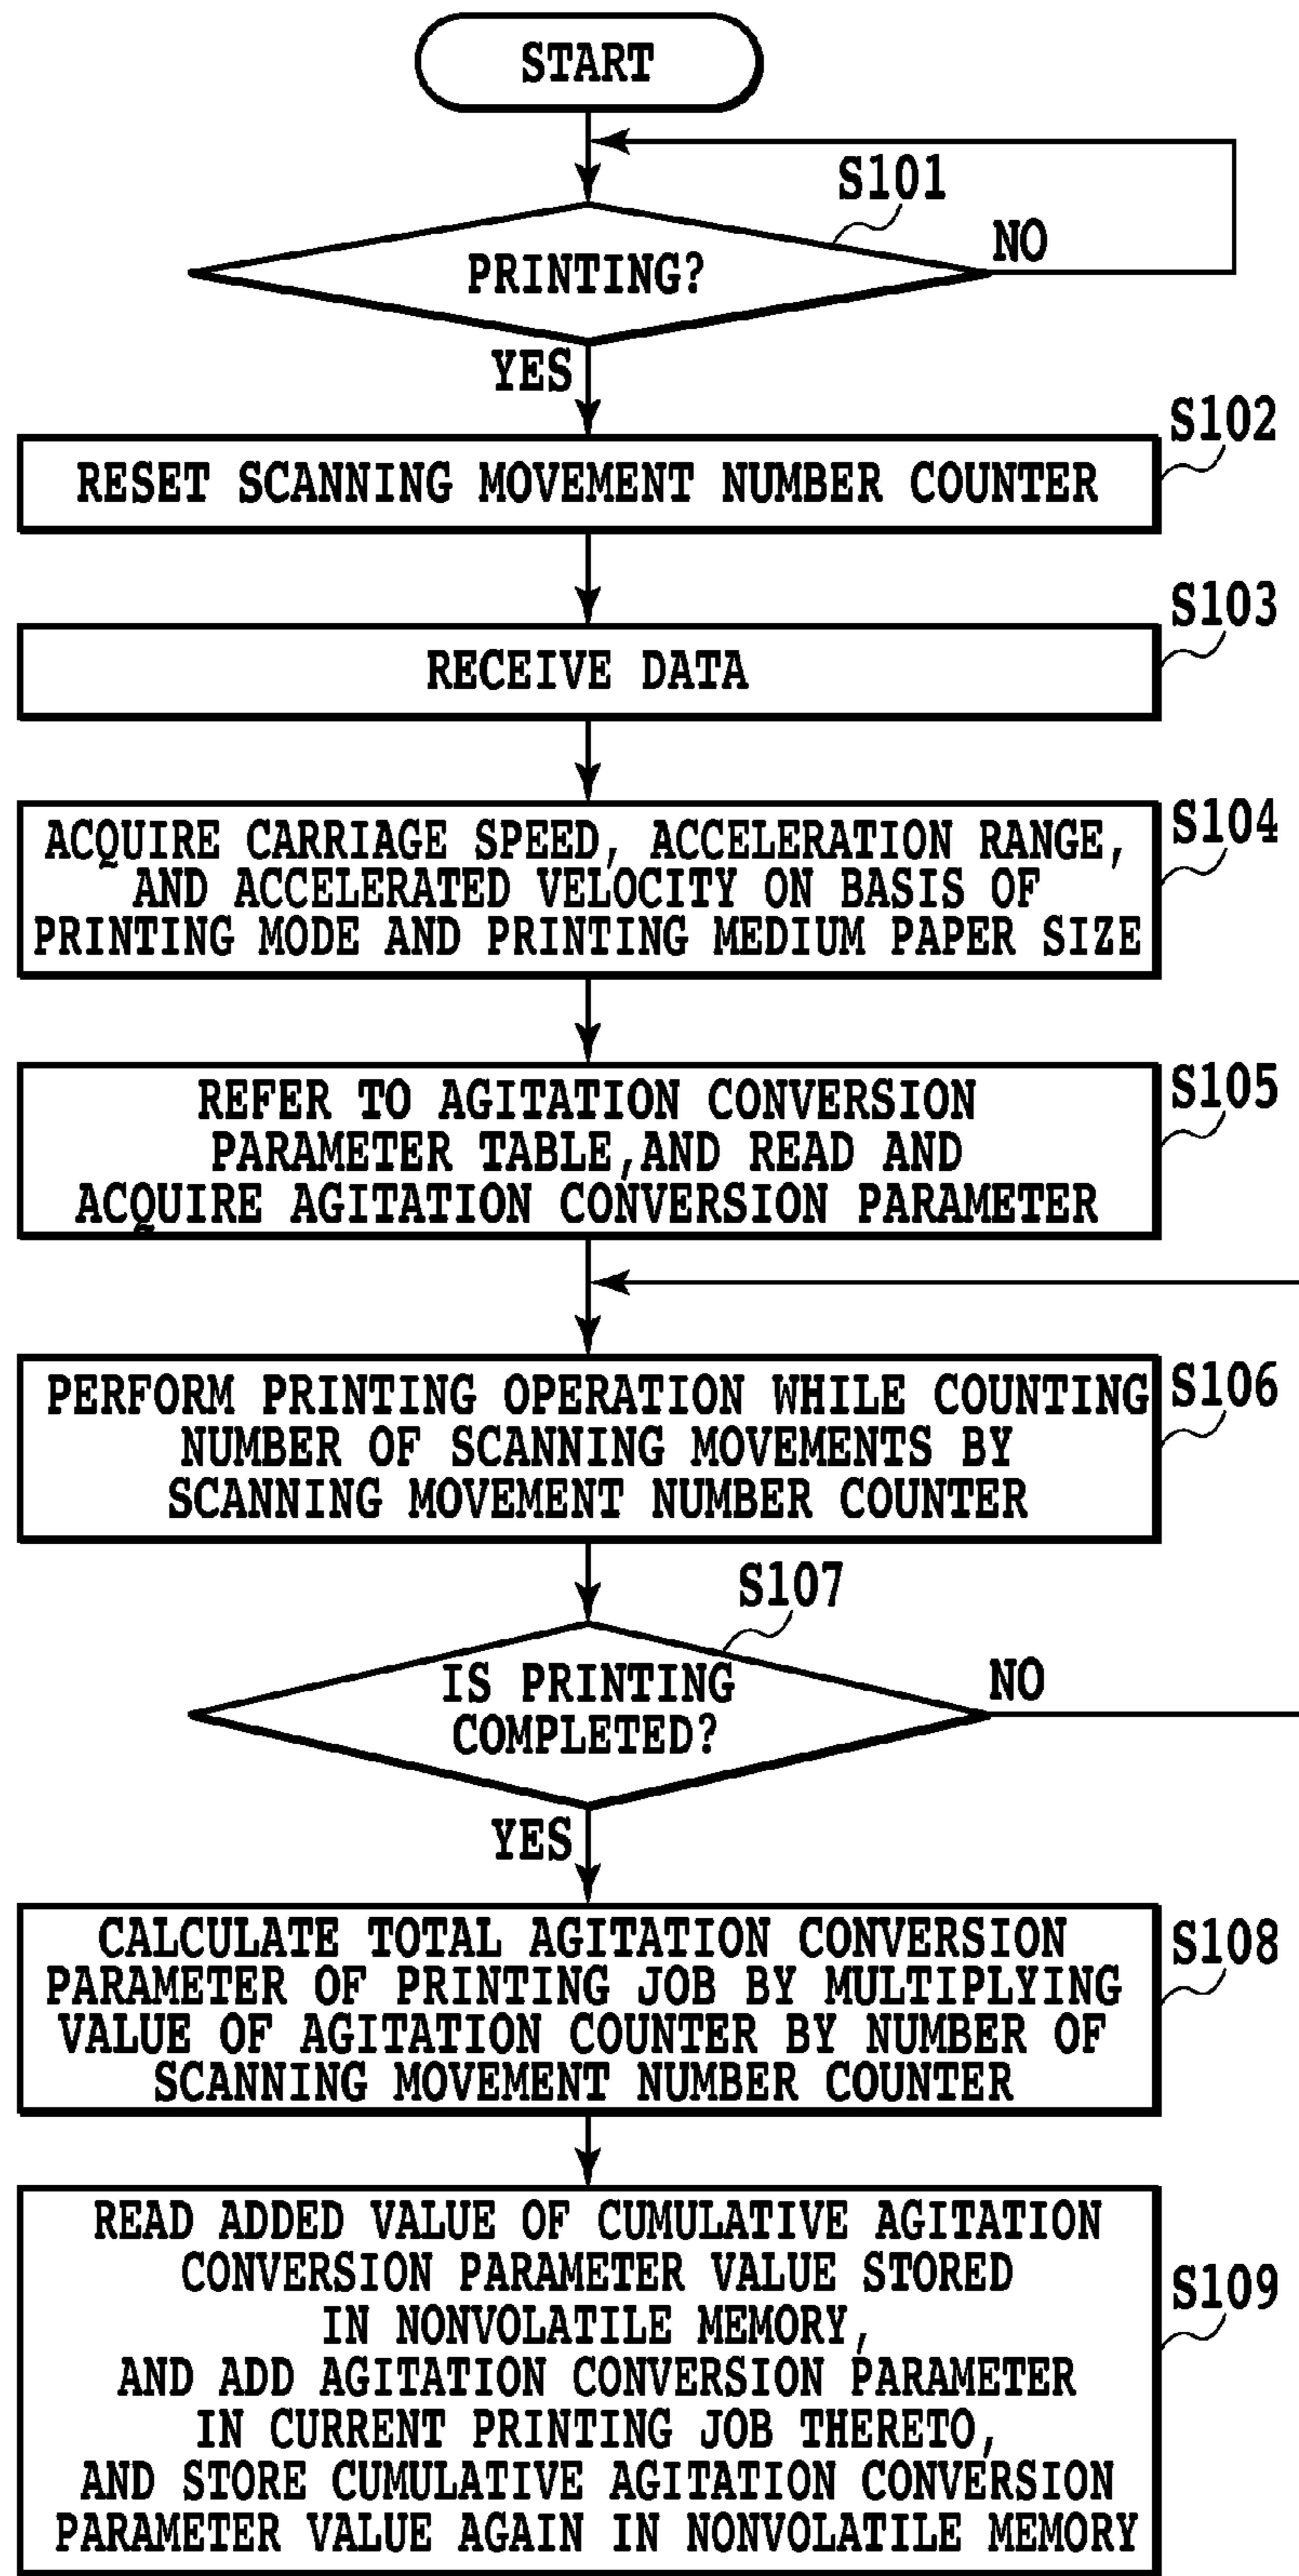 START
S101
PRINTING?
NO
YES
S102
RESET SCANNING MOVEMENT NUMBER COUNTER
S103
RECEIVE DATA
S104
ACQUIRE CARRIAGE SPEED, ACCELERATION RANGE,
AND ACCELERATED VELOCITY ON BASIS OF
PRINTING MODE AND PRINTING MEDIUM PAPER SIZE
S105
REFER TO AGITATION CONVERSION
PARAMETER TABLE,AND READ AND
ACQUIRE AGITATION CONVERSION PARAMETER
S106
PERFORM PRINTING OPERATION WHILE COUNTING
NUMBER OF SCANNING MOVEMENTS BY
SCANNING MOVEMENT NUMBER COUNTER
S107
IS PRINTING
COMPLETED?
NO
YES
S108
CALCULATE TOTAL AGITATION CONVERSION
PARAMETER OF PRINTING JOB BY MULTIPLYING
VALUE OF AGITATION COUNTER BY NUMBER OF
SCANNING MOVEMENT NUMBER COUNTER
S109
READ ADDED VALUE OF CUMULATIVE AGITATION
CONVERSION PARAMETER VALUE STORED
IN NONVOLATILE MEMORY,
AND ADD AGITATION CONVERSION PARAMETER
IN CURRENT PRINTING JOB THERETO,
AND STORE CUMULATIVE AGITATION CONVERSION
PARAMETER VALUE AGAIN IN NONVOLATILE MEMORY